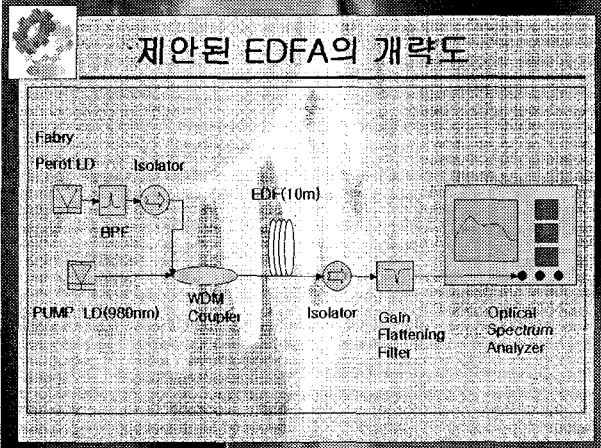 제안된 EDFA의 개략도
Fabry
Perot LD
Isolator
BPF
EDF(10m)
PUMP LD(980nm)
WDM
Coupler
Isolator
Gain
Flattening
Filter
Optical
Spectrum
Analyzer